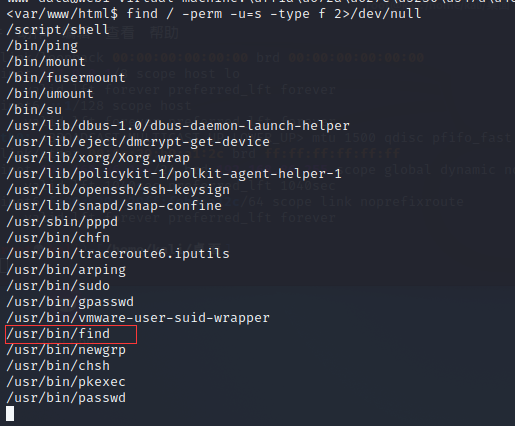 <var/www/html$ find / -perm -u=s -type f 2>/dev/null
/script/shell
/bin/ping
/bin/mount
/bin/fusermount
/bin/umount
/bin/su
/usr/lib/dbus-1.0/dbus-daemon-launch-helper
/usr/lib/eject/dmcrypt-get-device
/usr/lib/xorg/Xorg.wrap
/usr/lib/policykit-1/polkit-agent-helper-1
/usr/lib/openssh/ssh-keysign
/usr/lib/snapd/snap-confine
/usr/sbin/pppd
/usr/bin/chfn
/usr/bin/traceroute6.iputils
/usr/bin/arping
/usr/bin/sudo
/usr/bin/gpasswd
/usr/bin/vmware-user-suid-wrapper
/usr/bin/find
/usr/bin/newgrp
/usr/bin/chsh
/usr/bin/pkexec
/usr/bin/passwd